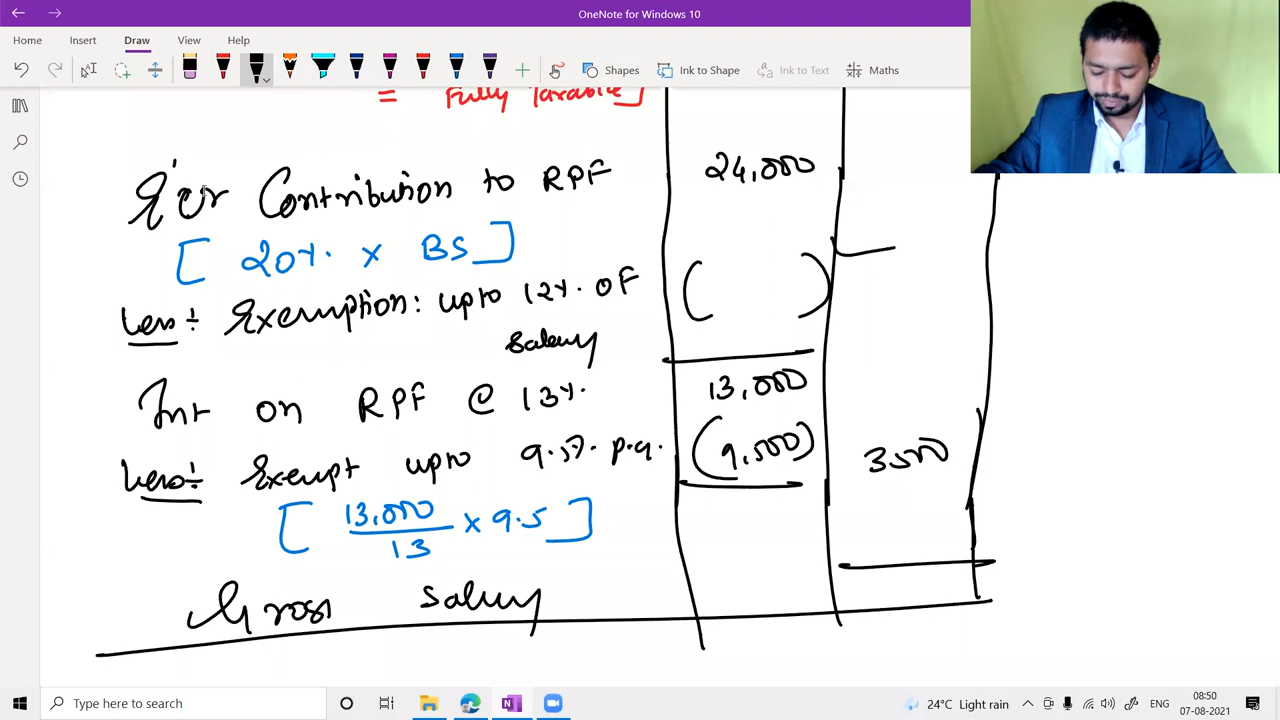 OneNote for Windows 10
Home Insert Draw View Help
Shapes Ink to Shape Ink to Text Maths
= Fully Taxable]
E'er Contribution to RPF 24,000
[20% x BS]
Less: Exemption: upto 12% of
salary
Int on RPF @ 13% 13,000
Less: Exempt upto 9.5% p.a. (9,500) 3500
[13,000/13 x 9.5]
Gross Salary
Type here to search
24°C Light rain ENG 08:50
07-08-2021